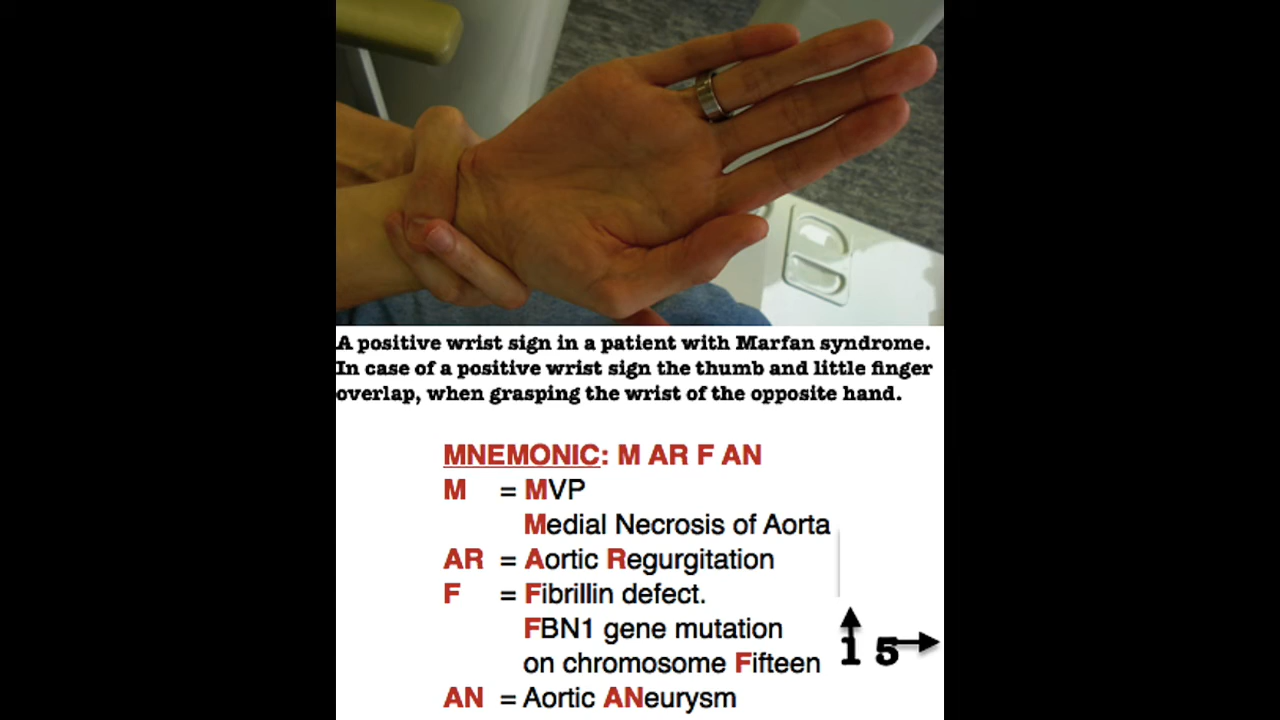 A positive wrist sign in a patient with Marfan syndrome.
In case of a positive wrist sign the thumb and little finger
overlap, when grasping the wrist of the opposite hand.
MNEMONIC: M AR F AN
M = MVP
Medial Necrosis of Aorta
AR = Aortic Regurgitation
F = Fibrillin defect.
FBN1 gene mutation
on chromosome Fifteen
1 5
AN = Aortic ANeurysm